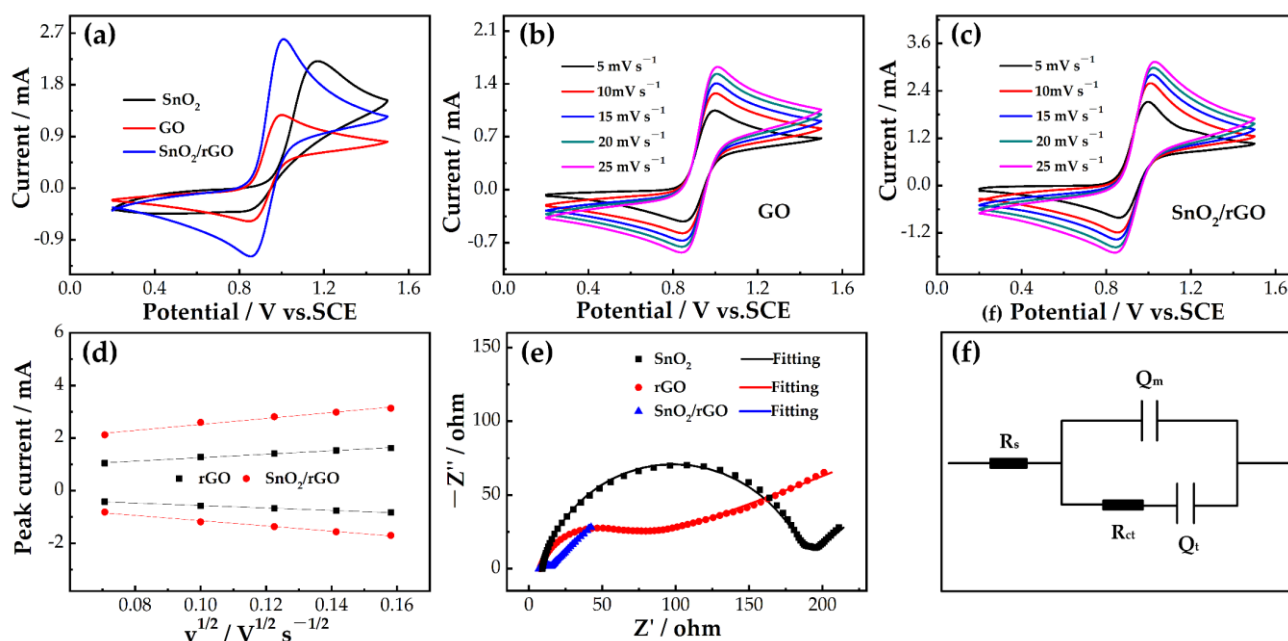 (a)
2.7
1.8
0.9
0.0
-0.9
Current / mA
SnO₂
GO
SnO₂/rGO
0.0 0.4 0.8 1.2 1.6
Potential / V vs.SCE
(b)
1.4
0.7
0.0
-0.7
Current / mA
5 mV s⁻¹
10mV s⁻¹
15 mV s⁻¹
20 mV s⁻¹
25 mV s⁻¹
GO
0.0 0.4 0.8 1.2 1.6
Potential / V vs.SCE
(c)
3.6
2.4
1.2
0.0
-1.2
Current / mA
5 mV s⁻¹
10 mV s⁻¹
15 mV s⁻¹
20 mV s⁻¹
25 mV s⁻¹
SnO₂/rGO
0.0 0.4 0.8 1.2 1.6
(f) Potential / V vs.SCE
(d)
6
4
2
0
-2
Peak current / mA
rGO SnO₂/rGO
0.08 0.10 0.12 0.14 0.16
v^1/2 / V^1/2 s^-1/2
(e)
150
100
50
0
−Z'' / ohm
SnO₂ Fitting
rGO Fitting
SnO₂/rGO Fitting
0 50 100 150 200
Z' / ohm
(f)
Qm
Rs
Rct
Qt